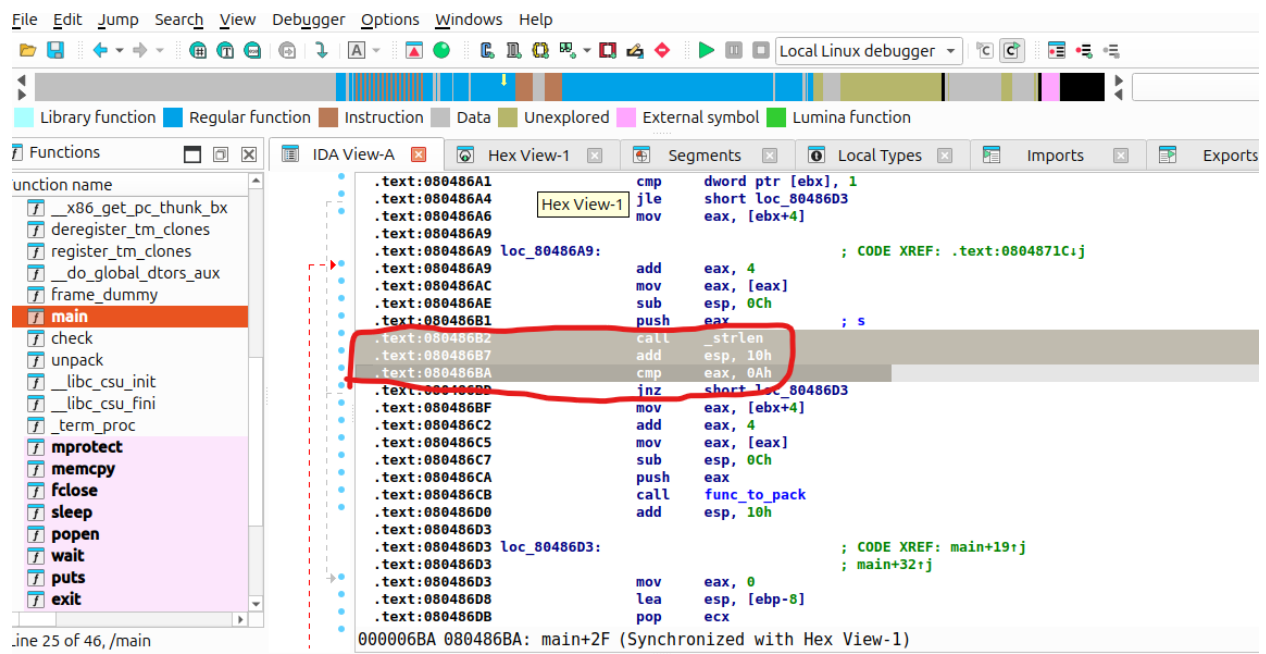 File Edit Jump Search View Debugger Options Windows Help
Local Linux debugger
Library function Regular function Instruction Data Unexplored External symbol Lumina function
Functions IDA View-A Hex View-1 Segments Local Types Imports Exports
unction name
__x86_get_pc_thunk_bx
deregister_tm_clones
register_tm_clones
__do_global_dtors_aux
frame_dummy
main
check
unpack
__libc_csu_init
__libc_csu_fini
_term_proc
mprotect
memcpy
fclose
sleep
popen
wait
puts
exit
Line 25 of 46, /main
.text:080486A1 cmp dword ptr [ebx], 1
.text:080486A4 jle short loc_80486D3
Hex View-1
.text:080486A6 mov eax, [ebx+4]
.text:080486A9
.text:080486A9 loc_80486A9: ; CODE XREF: .text:0804871C↓j
.text:080486A9 add eax, 4
.text:080486AC mov eax, [eax]
.text:080486AE sub esp, 0Ch
.text:080486B1 push eax ; s
.text:080486B2 call _strlen
.text:080486B7 add esp, 10h
.text:080486BA cmp eax, 0Ah
.text:080486BD jnz short loc_80486D3
.text:080486BF mov eax, [ebx+4]
.text:080486C2 add eax, 4
.text:080486C5 mov eax, [eax]
.text:080486C7 sub esp, 0Ch
.text:080486CA push eax
.text:080486CB call func_to_pack
.text:080486D0 add esp, 10h
.text:080486D3
.text:080486D3 loc_80486D3: ; CODE XREF: main+19↑j
.text:080486D3 ; main+32↑j
.text:080486D3 mov eax, 0
.text:080486D8 lea esp, [ebp-8]
.text:080486DB pop ecx
000006BA 080486BA: main+2F (Synchronized with Hex View-1)